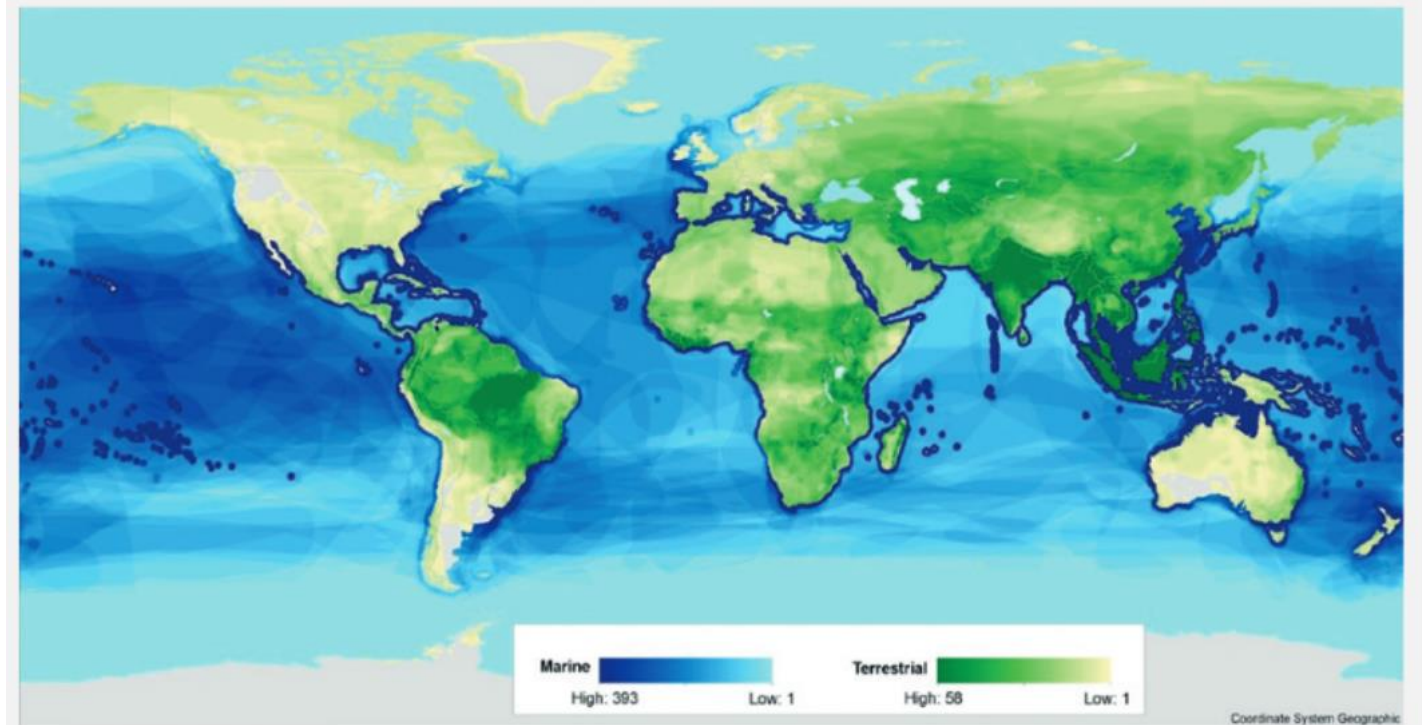 Marine
High: 393 Low: 1
Terrestrial
High: 58 Low: 1
Coordinate System Geographic